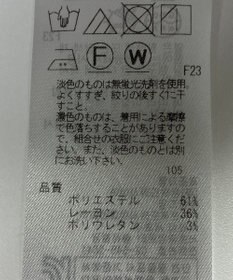 F
W
F23
淡色のものは無蛍光洗剤を使用。
よくすすぎ、絞りの後すぐに干
すこと。
濃色のものは、着用による摩擦
で色落ちすることがありますの
で、組合せの衣服にご注意くださ
い。また、淡色のものとは別
にお洗い下さい。
105
品質
ポリエステル 61%
レーヨン 36%
ポリウレタン 3%